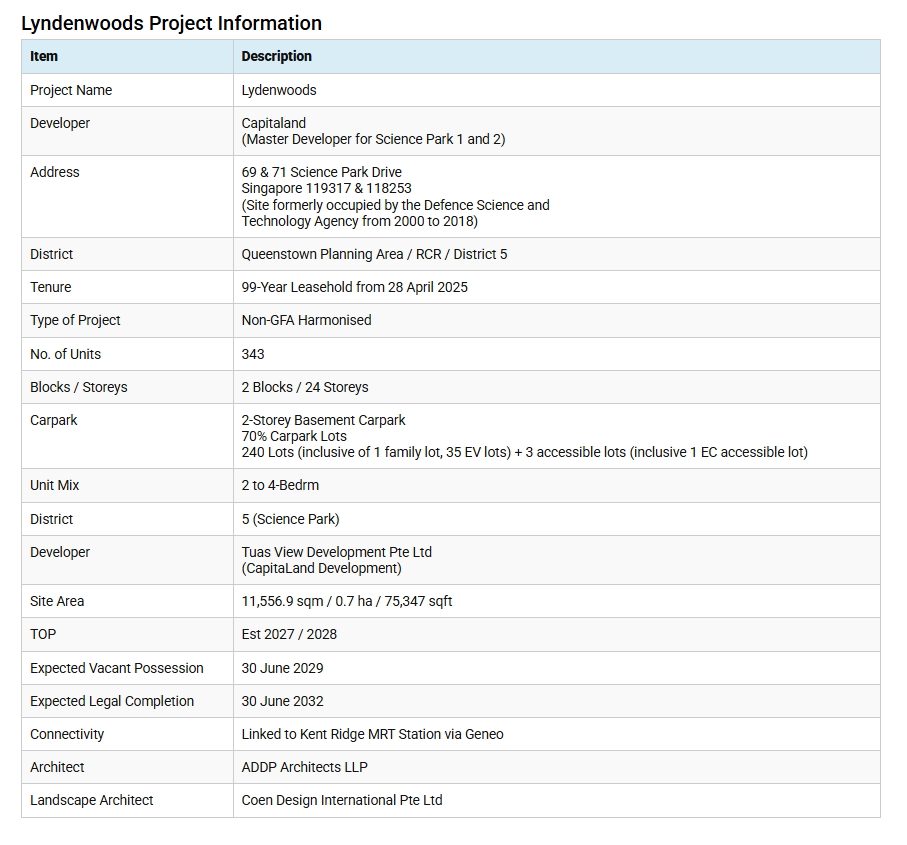 Lyndenwoods Project Information
Item Description
Project Name Lydenwoods
Developer Capitaland
(Master Developer for Science Park 1 and 2)
Address 69 & 71 Science Park Drive
Singapore 119317 & 118253
(Site formerly occupied by the Defence Science and
Technology Agency from 2000 to 2018)
District Queenstown Planning Area / RCR / District 5
Tenure 99-Year Leasehold from 28 April 2025
Type of Project Non-GFA Harmonised
No. of Units 343
Blocks / Storeys 2 Blocks / 24 Storeys
Carpark 2-Storey Basement Carpark
70% Carpark Lots
240 Lots (inclusive of 1 family lot, 35 EV lots) + 3 accessible lots (inclusive 1 EC accessible lot)
Unit Mix 2 to 4-Bedrm
District 5 (Science Park)
Developer Tuas View Development Pte Ltd
(CapitaLand Development)
Site Area 11,556.9 sqm / 0.7 ha / 75,347 sqft
TOP Est 2027 / 2028
Expected Vacant Possession 30 June 2029
Expected Legal Completion 30 June 2032
Connectivity Linked to Kent Ridge MRT Station via Geneo
Architect ADDP Architects LLP
Landscape Architect Coen Design International Pte Ltd